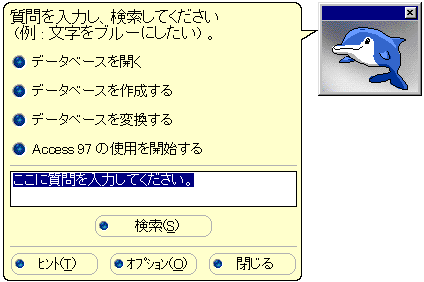 質問を入力し、検索してください
（例：文字をブルーにしたい）。
データベースを開く
データベースを作成する
データベースを変換する
Access 97 の使用を開始する
ここに質問を入力してください。
検索(S)
ﾋﾝﾄ(T) ｵﾌﾟｼｮﾝ(O) 閉じる